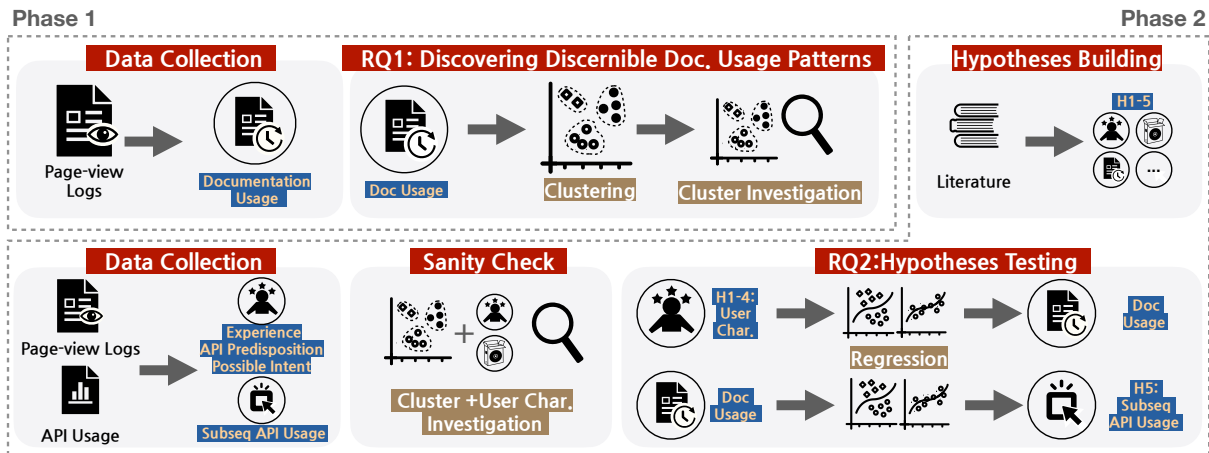 Phase 1
Phase 2
Data Collection
Page-view
Logs
Documentation
Usage
RQ1: Discovering Discernible Doc. Usage Patterns
Doc Usage
Clustering
Cluster Investigation
Hypotheses Building
Literature
H1-5
...
Data Collection
Page-view Logs
API Usage
Experience
API Predisposition
Possible Intent
Subseq API Usage
Sanity Check
+
Cluster +User Char.
Investigation
RQ2:Hypotheses Testing
H1-4:
User
Char.
Regression
Doc
Usage
Doc
Usage
H5:
Subseq
API Usage